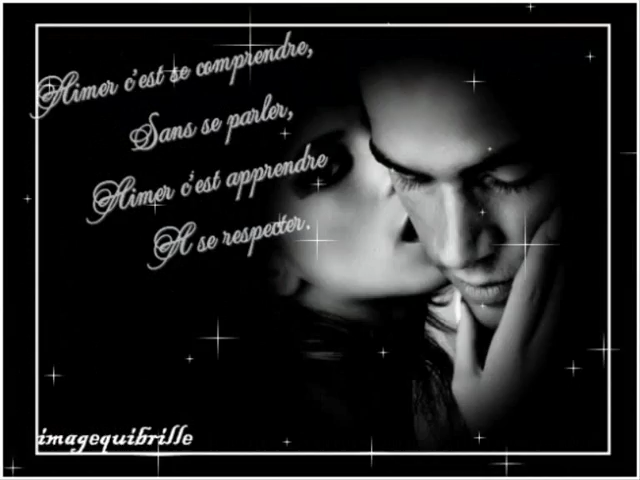 Aimer c'est se comprendre,
Sans se parler,
Aimer c'est apprendre
A se respecter.
imagequibrille